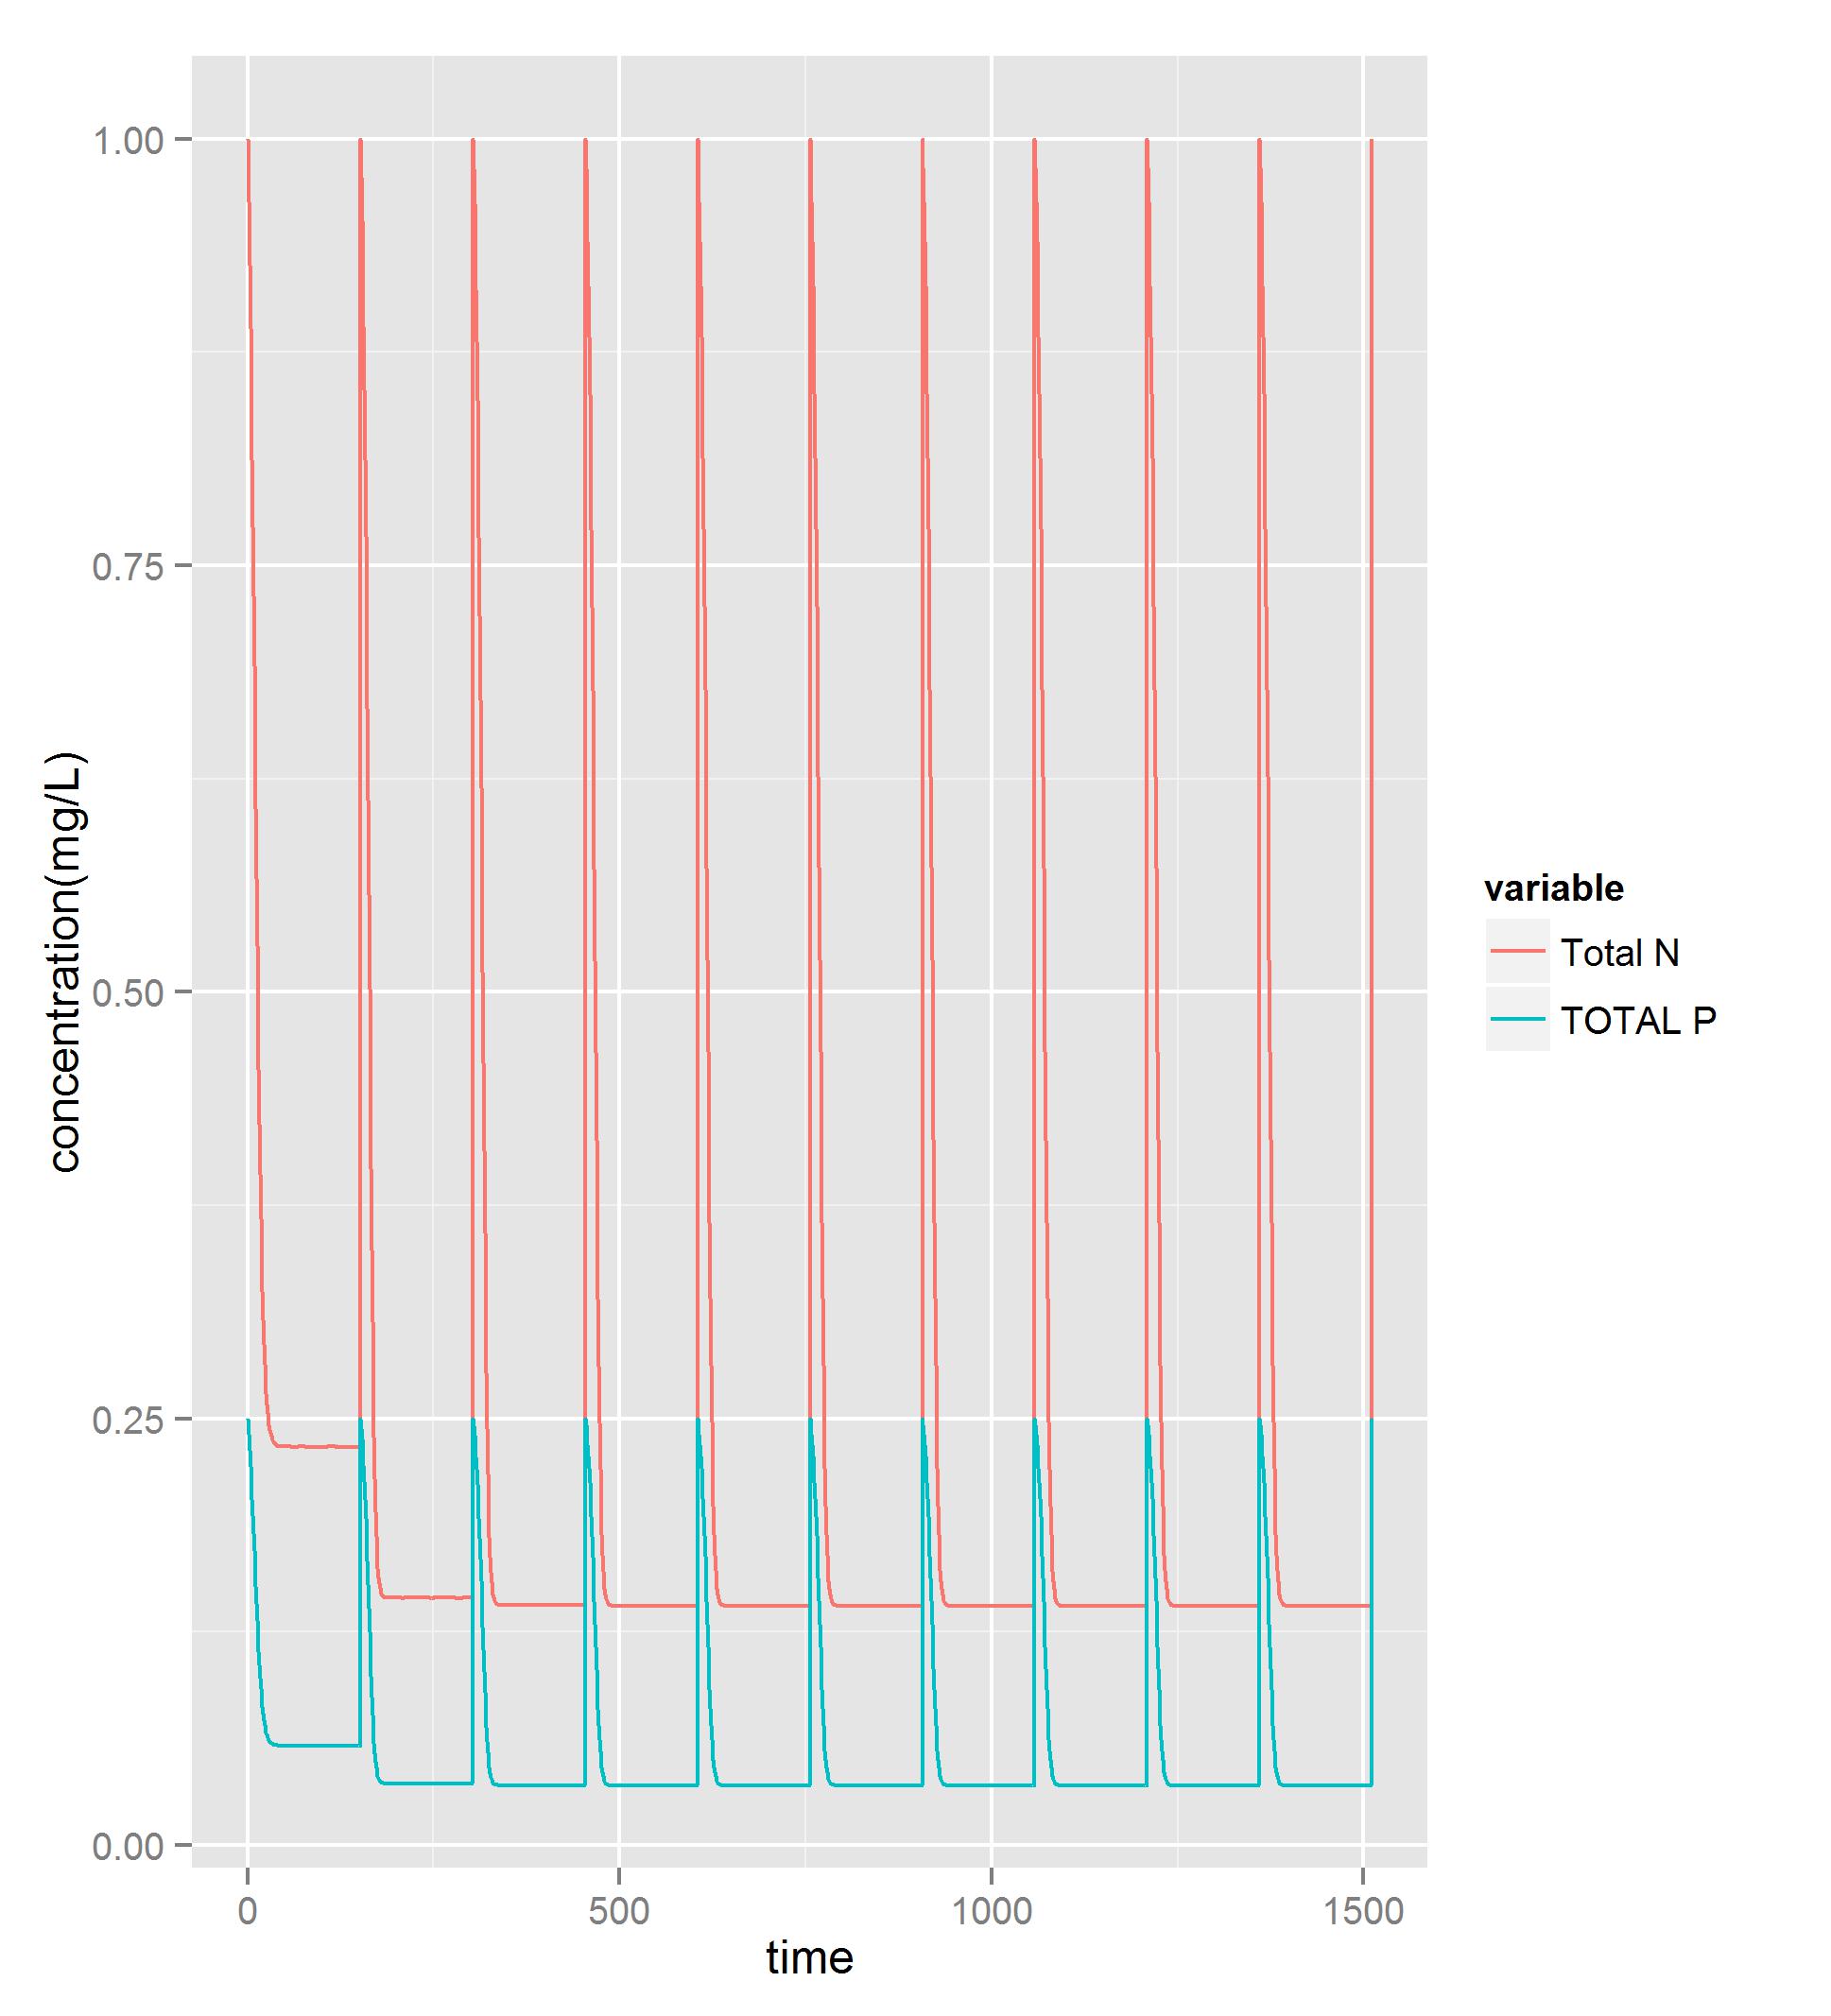 1.00
0.75
0.50
0.25
0.00
concentration(mg/L)
0 500 1000 1500
time
variable
Total N
TOTAL P